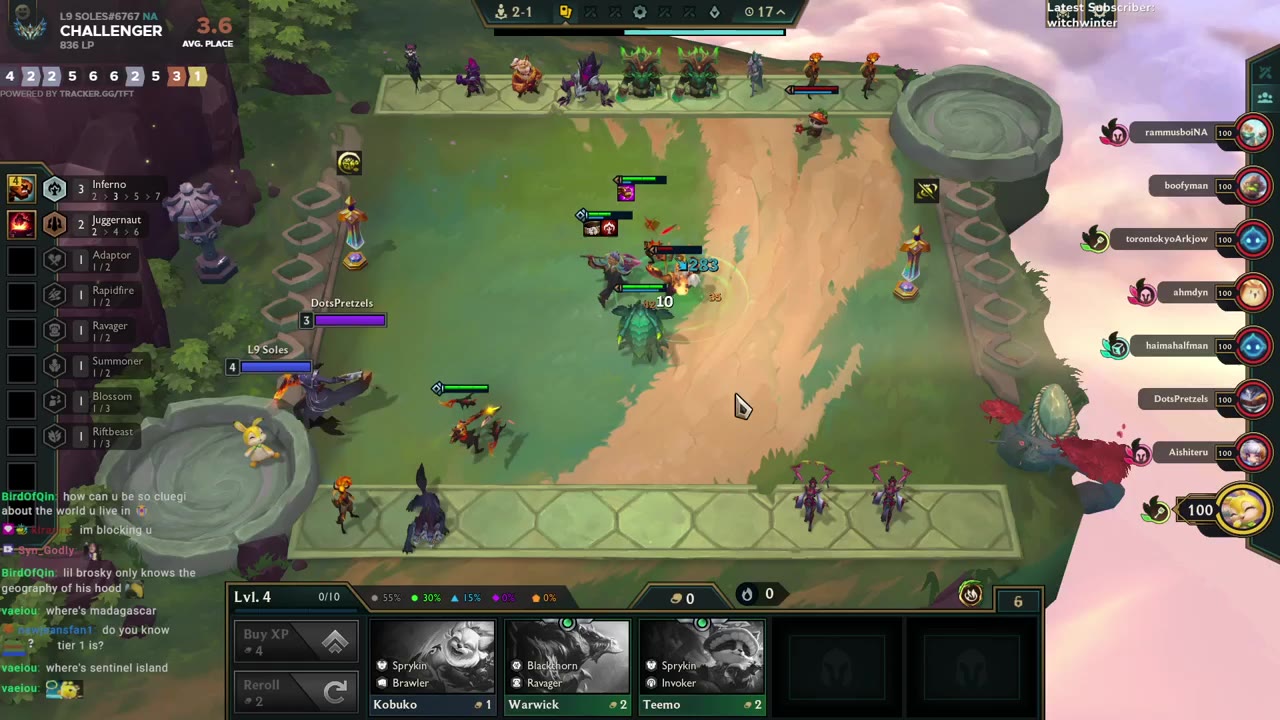 L9 SOLES#6767 NA
CHALLENGER
836 LP
3.6
AVG. PLACE
4 2 2 5 6 6 2 5 3 1
POWERED BY TRACKER.GG/TFT
2-1
17
Latest Subscriber:
witchwinter
rammusboiNA 100
boofyman 100
torontokyoArkjow 100
ahmdyn 100
haimahalfman 100
DotsPretzels 100
Aishiteru 100
100
3 Inferno
2 > 3 > 5 > 7
2 Juggernaut
2 > 4 > 6
1 Adaptor
1 / 2
1 Rapidfire
1 / 2
1 Ravager
1 / 2
1 Summoner
1 / 2
1 Blossom
1 / 3
1 Riftbeast
1 / 3
DotsPretzels
3
L9 Soles
4
283
10
35
BirdOfQin: how can u be so cluegi
about the world u live in
im blocking u
Syn_Godly:
BirdOfQin: lil brosky only knows the
geography of his hood
vaeiou: where's madagascar
do you know
? tier 1 is?
vaeiou: where's sentinel island
vaeiou:
Lvl. 4 0/10
55% 30% 15% 0% 0%
0
0
6
Buy XP
4
Reroll
2
Sprykin
Brawler
Kobuko 1
Blackthorn
Ravager
Warwick 2
Sprykin
Invoker
Teemo 2